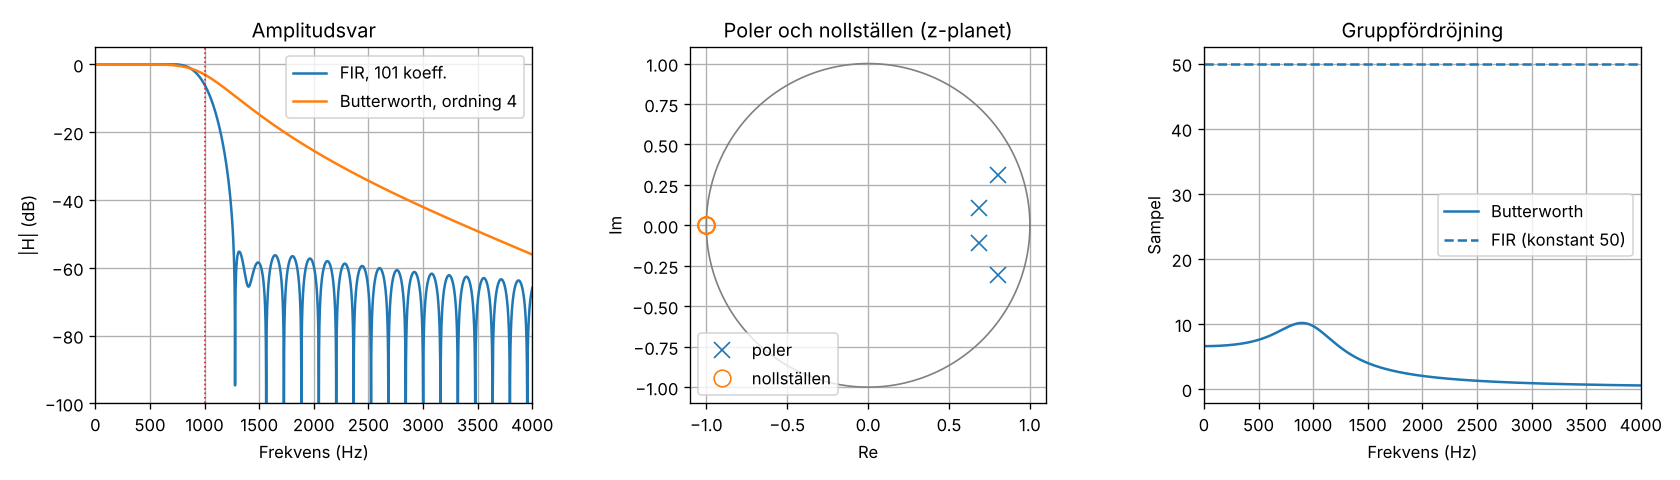 Amplitudsvar
FIR, 101 koeff.
Butterworth, ordning 4
|H| (dB)
0
−20
−40
−60
−80
−100
0 500 1000 1500 2000 2500 3000 3500 4000
Frekvens (Hz)
Poler och nollställen (z-planet)
Im
1.00
0.75
0.50
0.25
0.00
−0.25
−0.50
−0.75
−1.00
poler
nollställen
−1.0 −0.5 0.0 0.5 1.0
Re
Gruppfördröjning
Sampel
50
40
30
20
10
0
Butterworth
FIR (konstant 50)
0 500 1000 1500 2000 2500 3000 3500 4000
Frekvens (Hz)